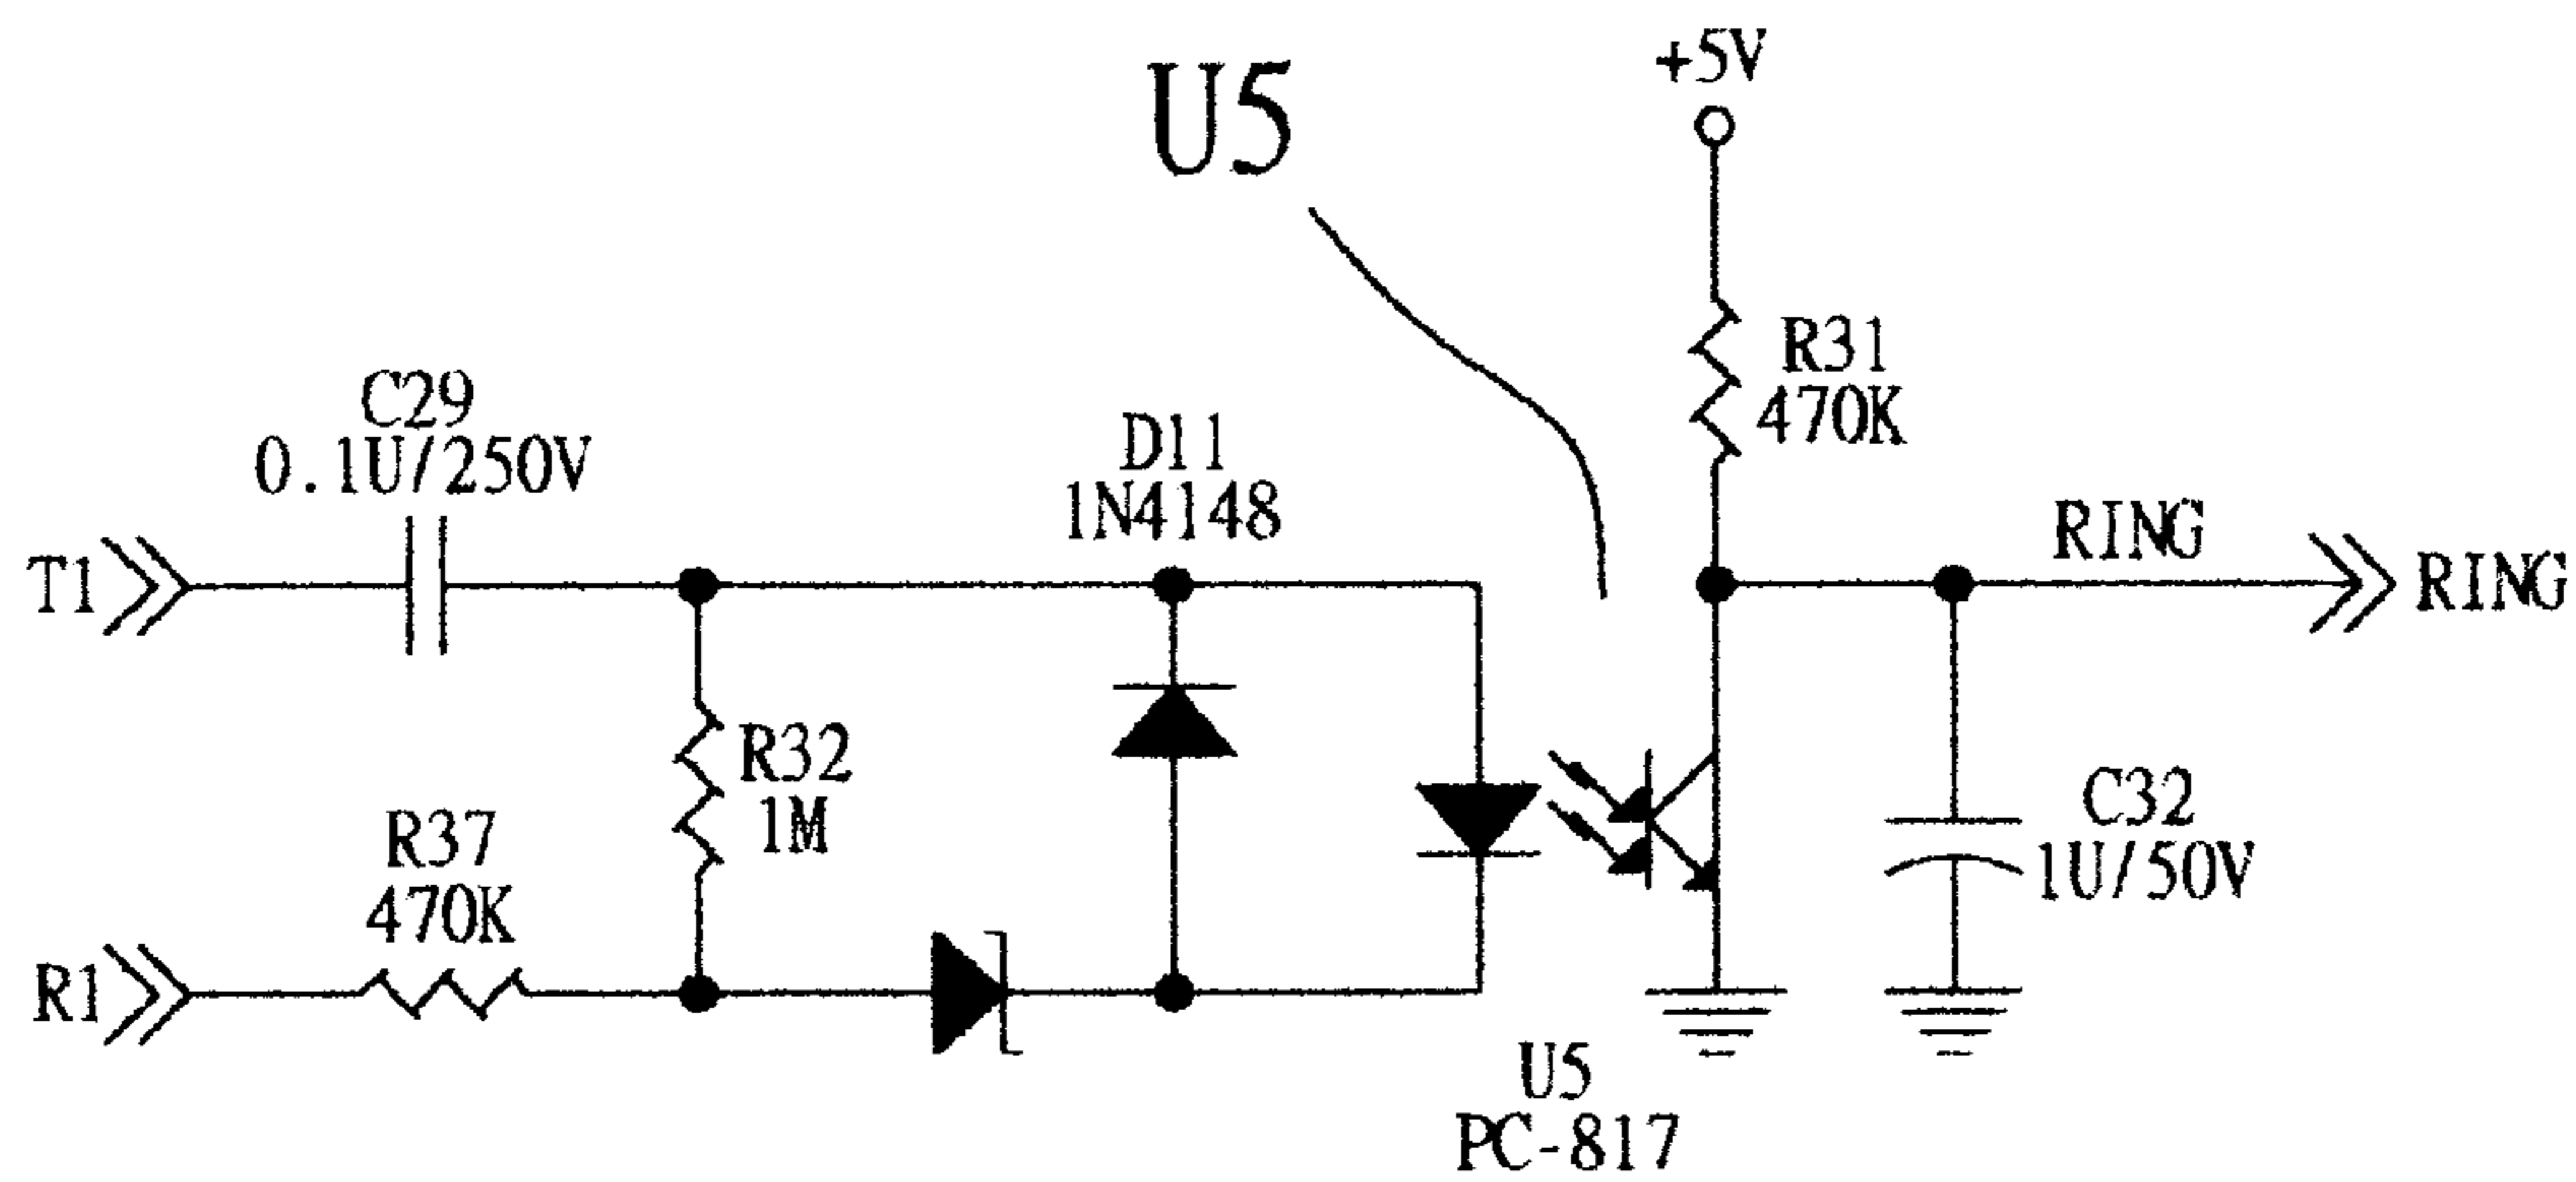 U5
+5V
R31
470K
C29
0.1U/250V
D11
1N4148
RING
T1
RING
R32
1M
C32
1U/50V
R37
470K
R1
U5
PC-817